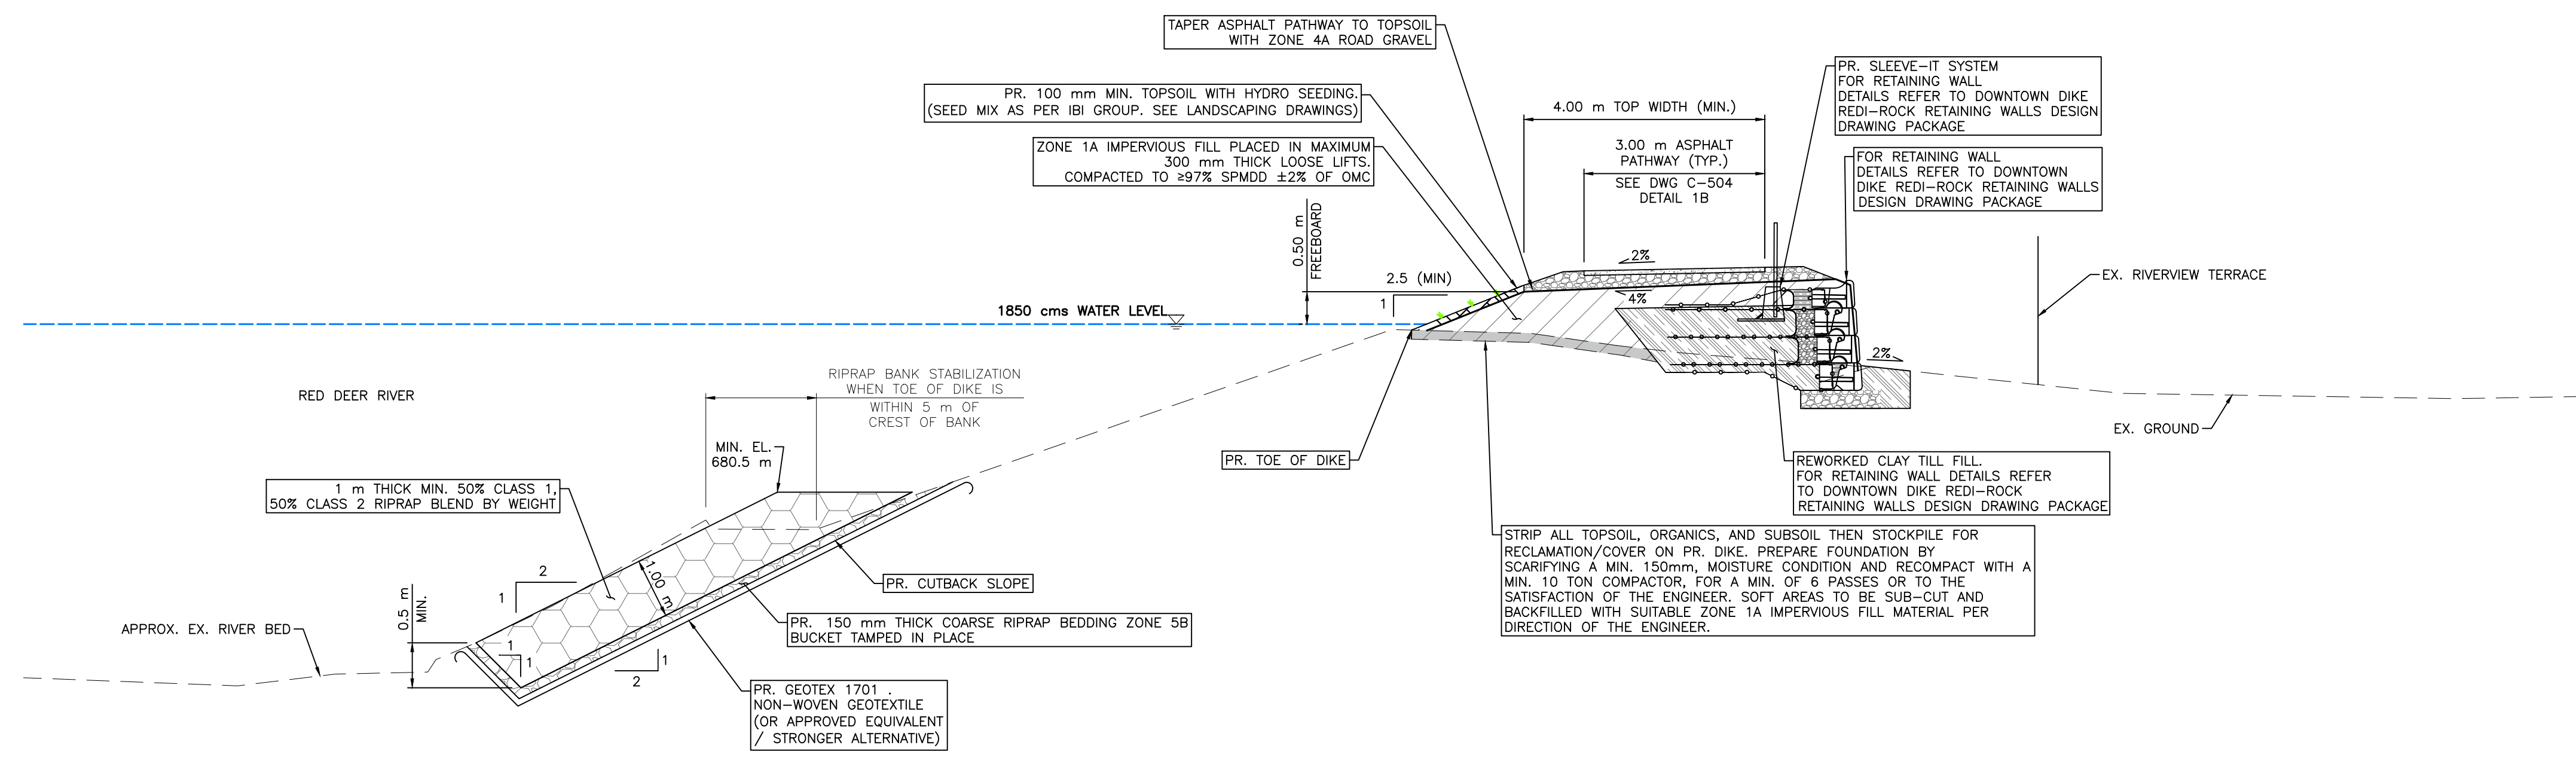 TAPER ASPHALT PATHWAY TO TOPSOIL
WITH ZONE 4A ROAD GRAVEL
PR. 100 mm MIN. TOPSOIL WITH HYDRO SEEDING.
(SEED MIX AS PER IBI GROUP. SEE LANDSCAPING DRAWINGS)
ZONE 1A IMPERVIOUS FILL PLACED IN MAXIMUM
300 mm THICK LOOSE LIFTS.
COMPACTED TO ≥97% SPMDD ±2% OF OMC
4.00 m TOP WIDTH (MIN.)
3.00 m ASPHALT
PATHWAY (TYP.)
SEE DWG C-504
DETAIL 1B
PR. SLEEVE-IT SYSTEM
FOR RETAINING WALL
DETAILS REFER TO DOWNTOWN DIKE
REDI-ROCK RETAINING WALLS DESIGN
DRAWING PACKAGE
FOR RETAINING WALL
DETAILS REFER TO DOWNTOWN
DIKE REDI-ROCK RETAINING WALLS
DESIGN DRAWING PACKAGE
0.50 m
FREEBOARD
2.5 (MIN)
1
2%
4%
2%
EX. RIVERVIEW TERRACE
1850 cms WATER LEVEL
RED DEER RIVER
RIPRAP BANK STABILIZATION
WHEN TOE OF DIKE IS
WITHIN 5 m OF
CREST OF BANK
EX. GROUND
MIN. EL.
680.5 m
PR. TOE OF DIKE
REWORKED CLAY TILL FILL.
FOR RETAINING WALL DETAILS REFER
TO DOWNTOWN DIKE REDI-ROCK
RETAINING WALLS DESIGN DRAWING PACKAGE
1 m THICK MIN. 50% CLASS 1,
50% CLASS 2 RIPRAP BLEND BY WEIGHT
STRIP ALL TOPSOIL, ORGANICS, AND SUBSOIL THEN STOCKPILE FOR
RECLAMATION/COVER ON PR. DIKE. PREPARE FOUNDATION BY
SCARIFYING A MIN. 150mm, MOISTURE CONDITION AND RECOMPACT WITH A
MIN. 10 TON COMPACTOR, FOR A MIN. OF 6 PASSES OR TO THE
SATISFACTION OF THE ENGINEER. SOFT AREAS TO BE SUB-CUT AND
BACKFILLED WITH SUITABLE ZONE 1A IMPERVIOUS FILL MATERIAL PER
DIRECTION OF THE ENGINEER.
2
1
1.00 m
PR. CUTBACK SLOPE
0.5 m
MIN.
APPROX. EX. RIVER BED
PR. 150 mm THICK COARSE RIPRAP BEDDING ZONE 5B
BUCKET TAMPED IN PLACE
1
1
1
2
PR. GEOTEX 1701 .
NON-WOVEN GEOTEXTILE
(OR APPROVED EQUIVALENT
/ STRONGER ALTERNATIVE)